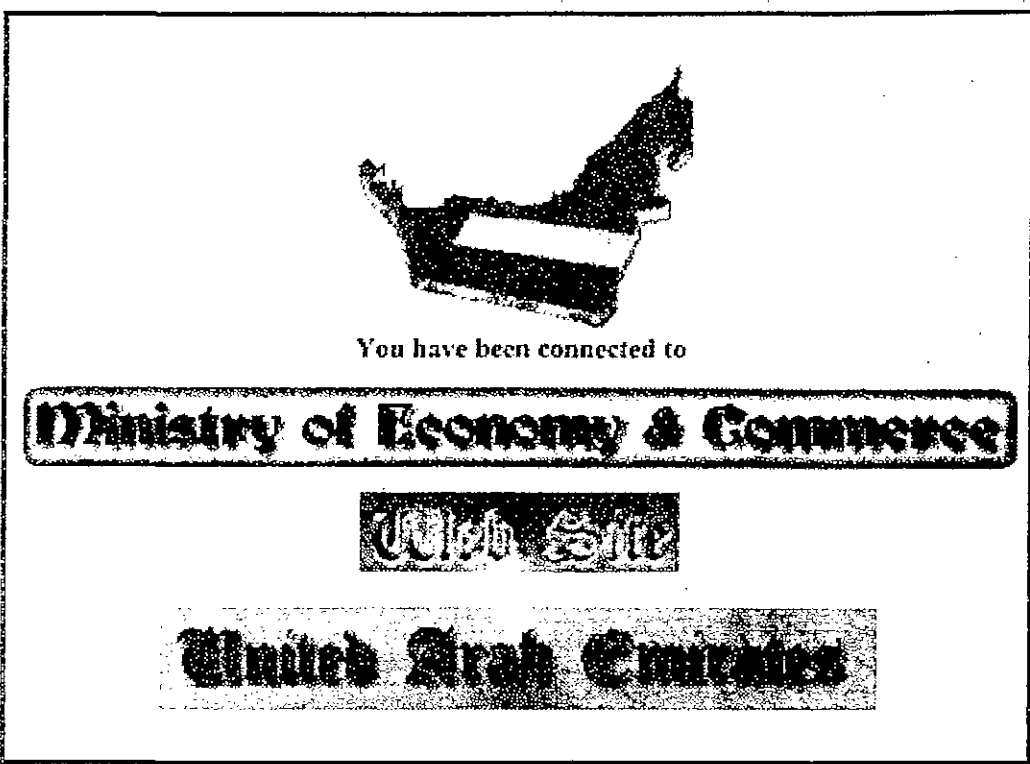 You have been connected to
Ministry of Economy & Commerce
Web Site
United Arab Emirates